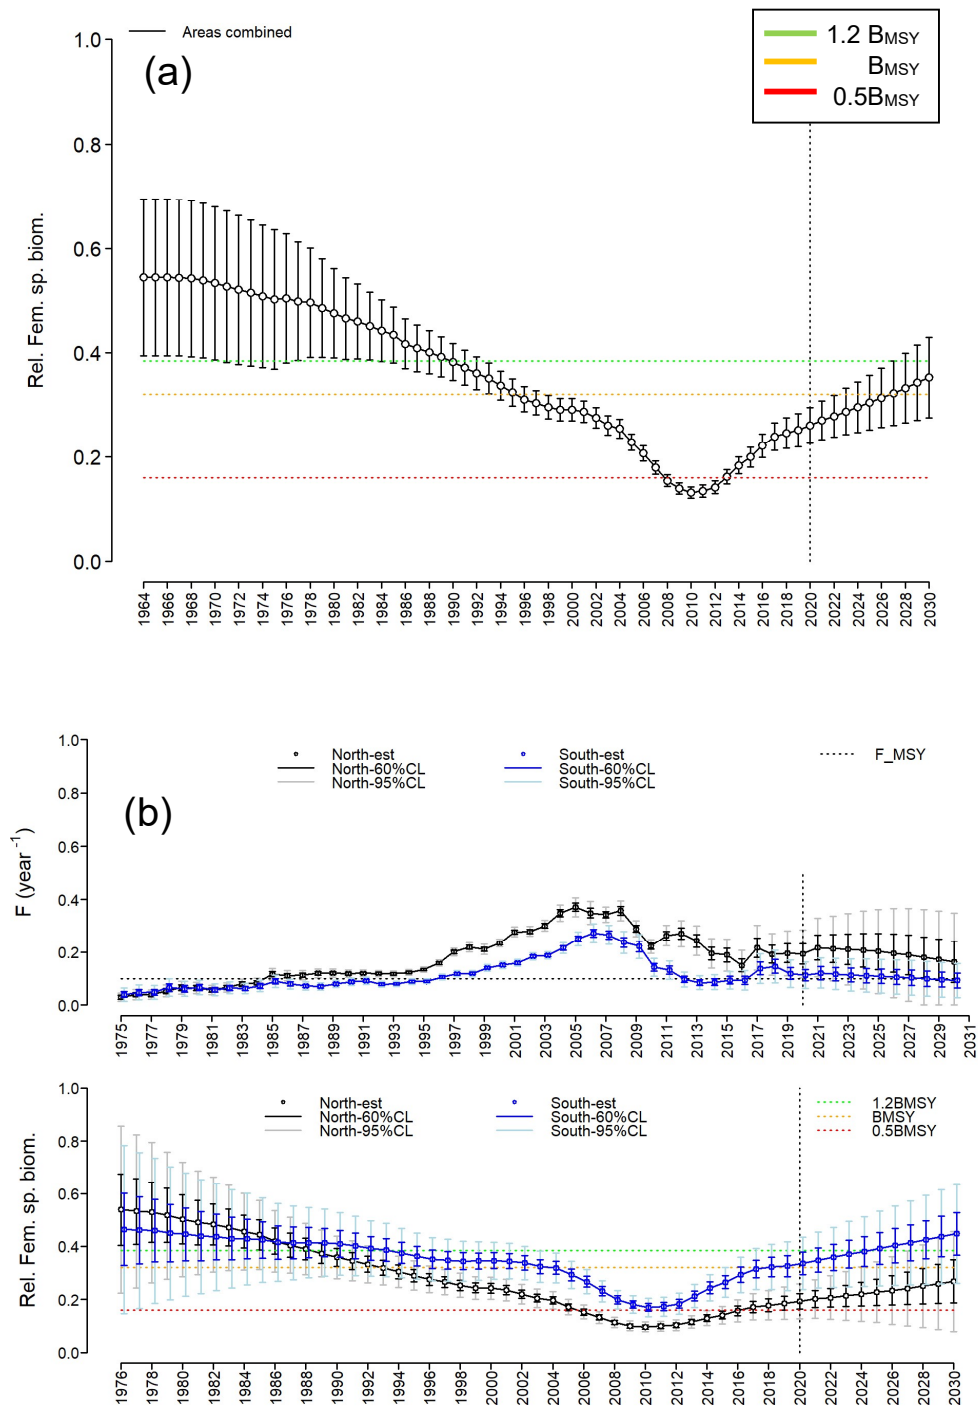 Areas combined
(a)
1.2 BMSY
BMSY
0.5BMSY
Rel. Fem. sp. biom.
1.0
0.8
0.6
0.4
0.2
0.0
1964 1966 1968 1970 1972 1974 1976 1978 1980 1982 1984 1986 1988 1990 1992 1994 1996 1998 2000 2002 2004 2006 2008 2010 2012 2014 2016 2018 2020 2022 2024 2026 2028 2030
(b)
North-est South-est F_MSY
North-60%CL South-60%CL
North-95%CL South-95%CL
F (year -1)
1.0
0.8
0.6
0.4
0.2
0.0
1975 1977 1979 1981 1983 1985 1987 1989 1991 1993 1995 1997 1999 2001 2003 2005 2007 2009 2011 2013 2015 2017 2019 2021 2023 2025 2027 2029 2031
North-est South-est 1.2BMSY
North-60%CL South-60%CL BMSY
North-95%CL South-95%CL 0.5BMSY
Rel. Fem. sp. biom.
1.0
0.8
0.6
0.4
0.2
0.0
1976 1978 1980 1982 1984 1986 1988 1990 1992 1994 1996 1998 2000 2002 2004 2006 2008 2010 2012 2014 2016 2018 2020 2022 2024 2026 2028 2030